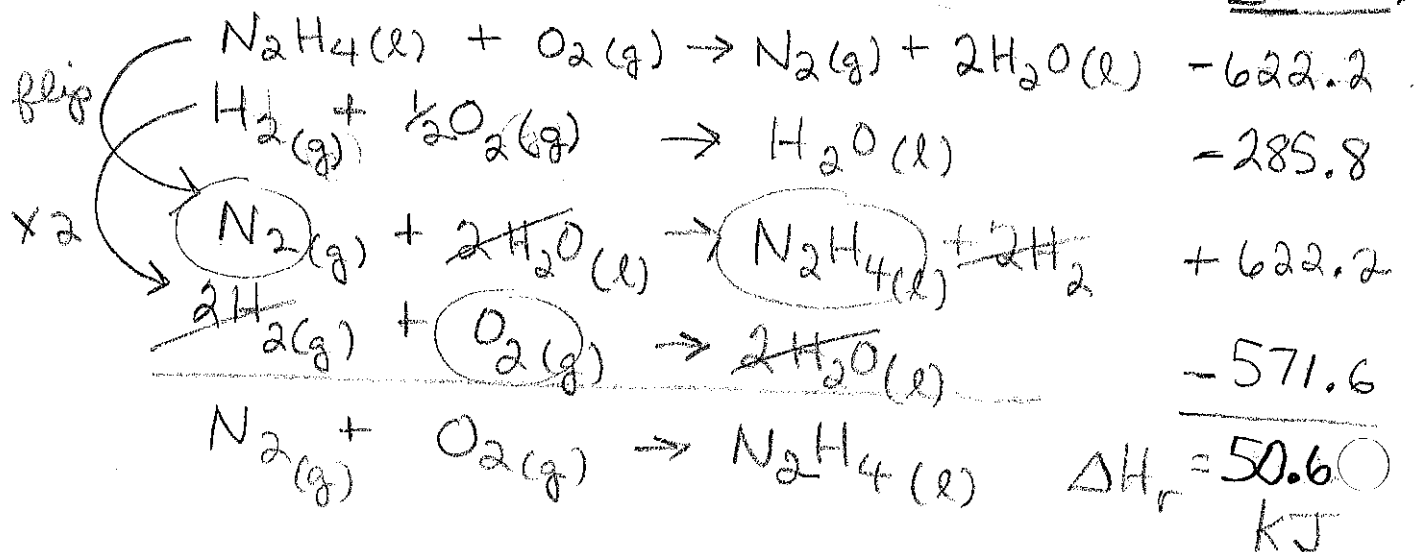 N₂H₄(l) + O₂(g) → N₂(g) + 2H₂O(l) -622.2
flip
H₂(g) + ½O₂(g) → H₂O(l) -285.8
x2 N₂(g) + 2H₂O(l) → N₂H₄(l) + 2H₂ +622.2
2H₂(g) + O₂(g) → 2H₂O(l) -571.6
N₂(g) + O₂(g) → N₂H₄(l) ΔHᵣ = 50.6
kJ